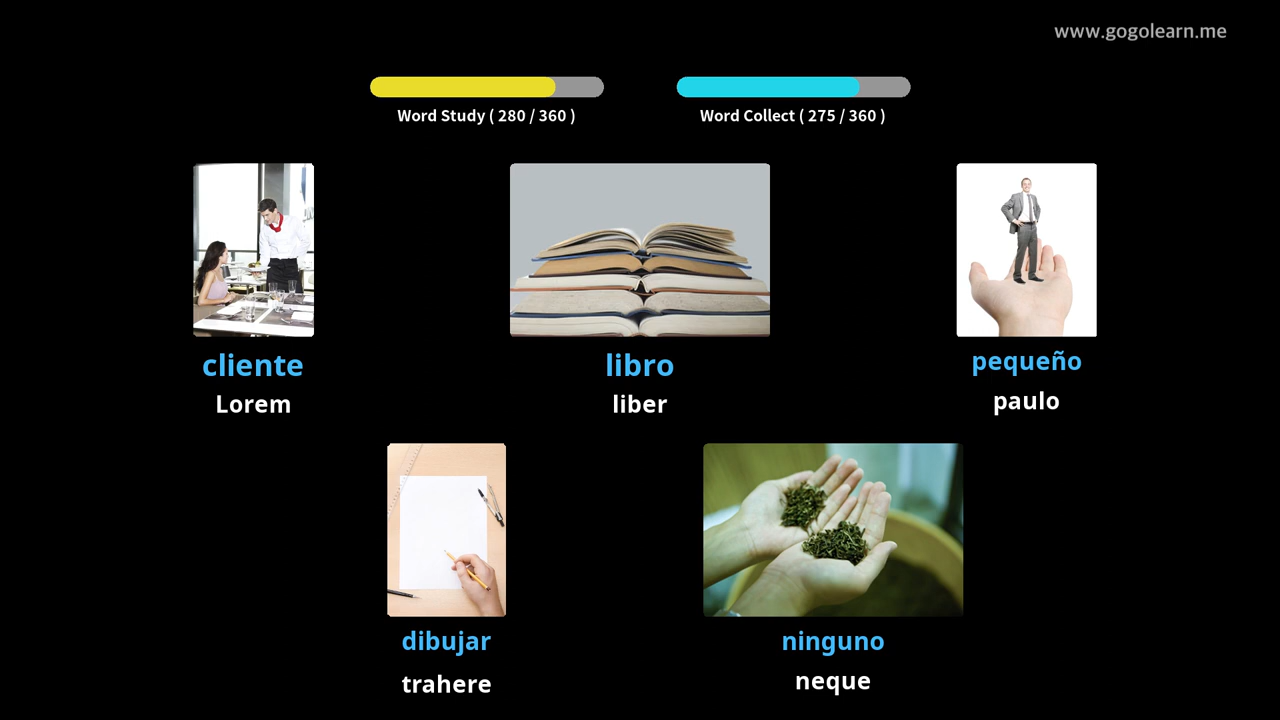 www.gogolearn.me
Word Study ( 280 / 360 )
Word Collect ( 275 / 360 )
cliente
Lorem
libro
liber
pequeño
paulo
dibujar
trahere
ninguno
neque